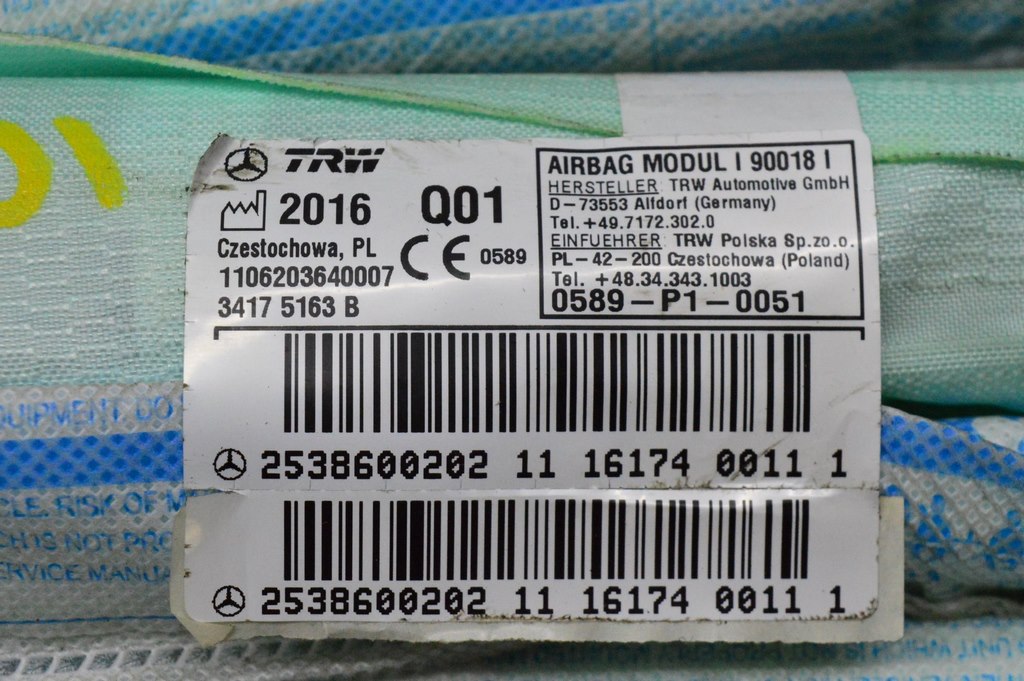 TRW
2016 Q01
Czestochowa, PL
CE 0589
1106203640007
3417 5163 B
AIRBAG MODUL I 90018 I
HERSTELLER: TRW Automotive GmbH
D-73553 Alfdorf (Germany)
Tel. +49.7172.302.0
EINFUEHRER: TRW Polska Sp.zo.o.
PL-42-200 Czestochowa (Poland)
Tel. +48.34.343.1003
0589-P1-0051
2538600202 11 16174 0011 1
2538600202 11 16174 0011 1